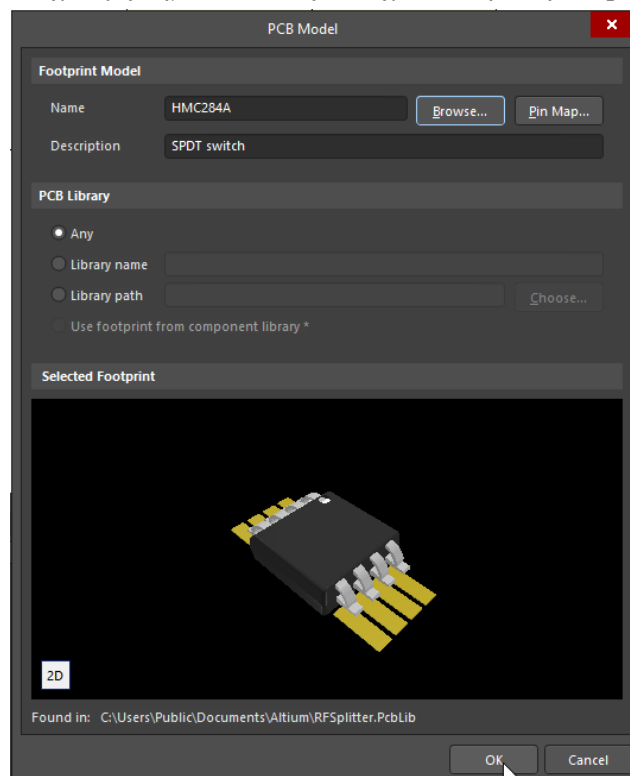 PCB Model
Footprint Model
Name HMC284A Browse... Pin Map...
Description SPDT switch
PCB Library
Any
Library name
Library path Choose...
Use footprint from component library *
Selected Footprint
2D
Found in: C:\Users\Public\Documents\Altium\RFSplitter.PcbLib
OK Cancel